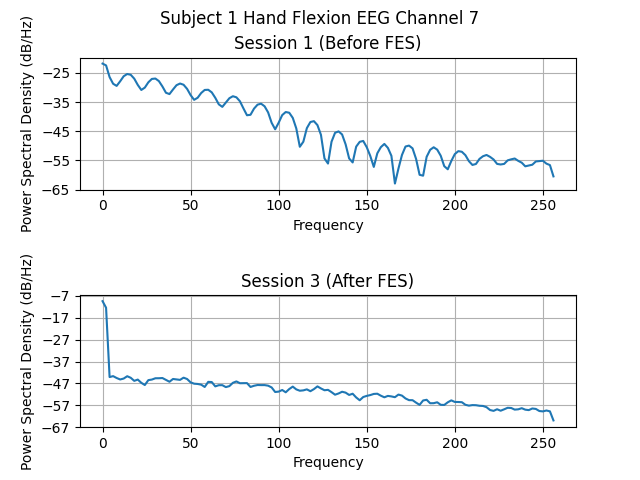 Subject 1 Hand Flexion EEG Channel 7
Session 1 (Before FES)
Power Spectral Density (dB/Hz)
−25
−35
−45
−55
−65
0 50 100 150 200 250
Frequency
Session 3 (After FES)
Power Spectral Density (dB/Hz)
−7
−17
−27
−37
−47
−57
−67
0 50 100 150 200 250
Frequency